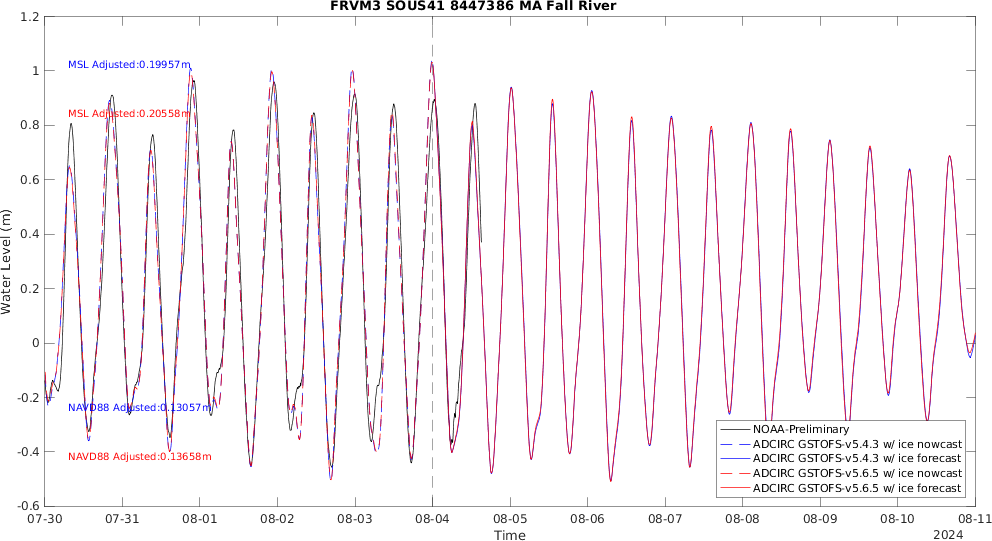 FRVM3 SOUS41 8447386 MA Fall River
1.2
1
0.8
0.6
0.4
0.2
0
-0.2
-0.4
-0.6
Water Level (m)
MSL Adjusted:0.19957m
MSL Adjusted:0.20558m
NAVD88 Adjusted:0.13057m
NAVD88 Adjusted:0.13658m
NOAA-Preliminary
ADCIRC GSTOFS-v5.4.3 w/ ice nowcast
ADCIRC GSTOFS-v5.4.3 w/ ice forecast
ADCIRC GSTOFS-v5.6.5 w/ ice nowcast
ADCIRC GSTOFS-v5.6.5 w/ ice forecast
07-30 07-31 08-01 08-02 08-03 08-04 08-05 08-06 08-07 08-08 08-09 08-10 08-11
Time
2024